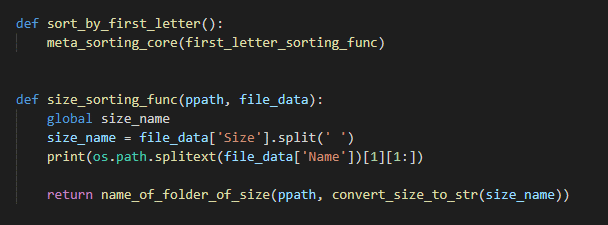 def sort_by_first_letter():
    meta_sorting_core(first_letter_sorting_func)
def size_sorting_func(ppath, file_data):
    global size_name
    size_name = file_data['Size'].split(' ')
    print(os.path.splitext(file_data['Name'])[1][1:])
    return name_of_folder_of_size(ppath, convert_size_to_str(size_name))